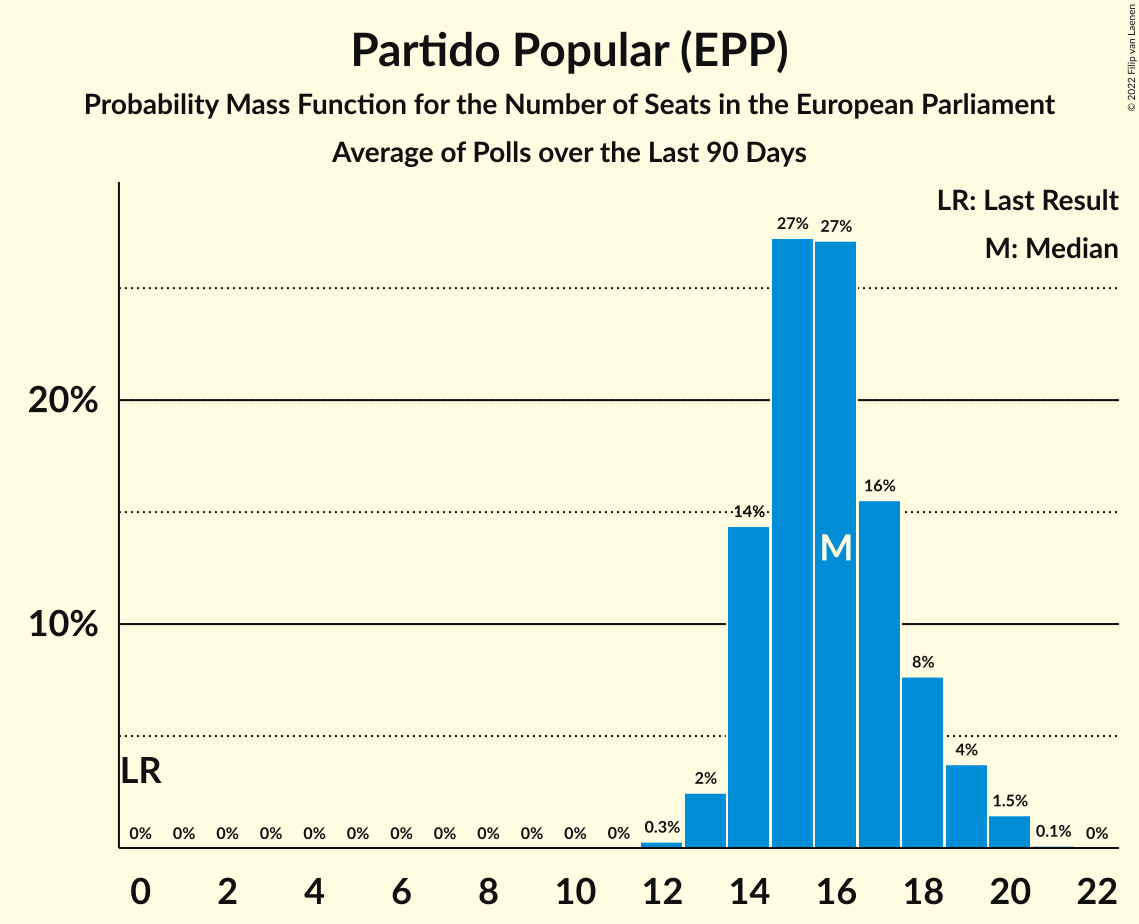 © 2022 Filip van Laenen
Partido Popular (EPP)
Probability Mass Function for the Number of Seats in the European Parliament
Average of Polls over the Last 90 Days
LR: Last Result
M: Median
27% 27%
20%
16%
14%
M
10%
8%
4%
LR
2%
1.5%
0% 0% 0% 0% 0% 0% 0% 0% 0% 0% 0% 0% 0.3% 0.1% 0%
0 2 4 6 8 10 12 14 16 18 20 22